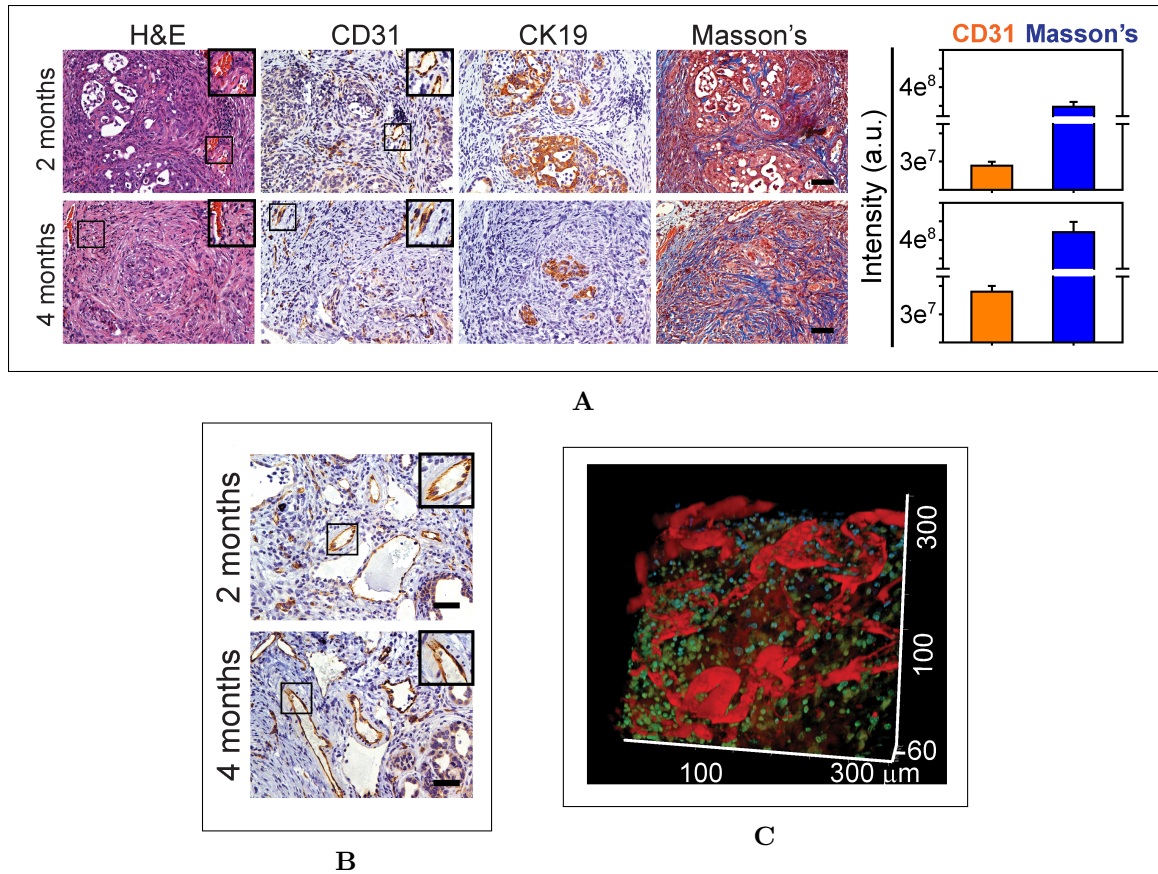 H&E CD31 CK19 Masson's CD31 Masson's
2 months
4 months
Intensity (a.u.)
4e⁸
3e⁷
4e⁸
3e⁷
A
2 months
4 months
B
300
100
60
100 300 μm
C